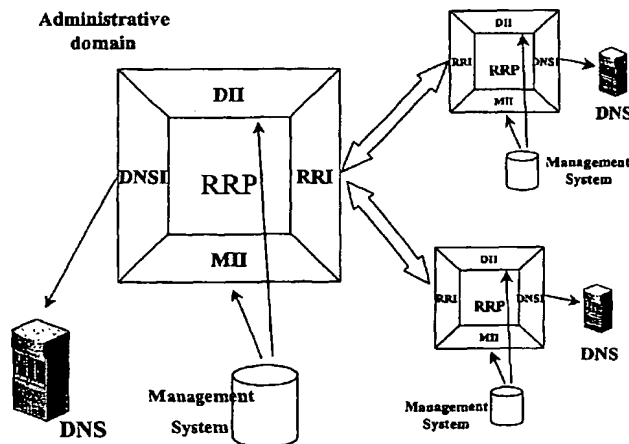 Administrative
domain
DII
DNSI
RRP
RRI
MII
DNS
Management
System
DII
RRI
RRP
DNSI
MII
DNS
Management
System
DII
RRI
RRP
DNSI
MII
DNS
Management
System